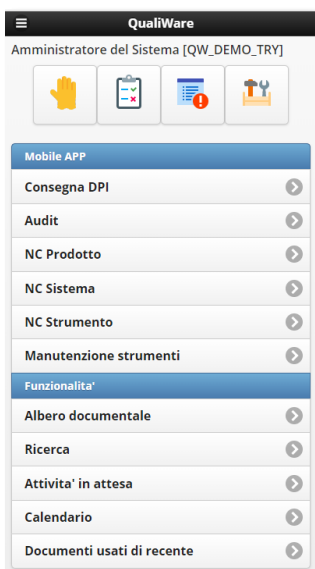 QualiWare
Amministratore del Sistema [QW_DEMO_TRY]
Mobile APP
Consegna DPI
Audit
NC Prodotto
NC Sistema
NC Strumento
Manutenzione strumenti
Funzionalita'
Albero documentale
Ricerca
Attivita' in attesa
Calendario
Documenti usati di recente